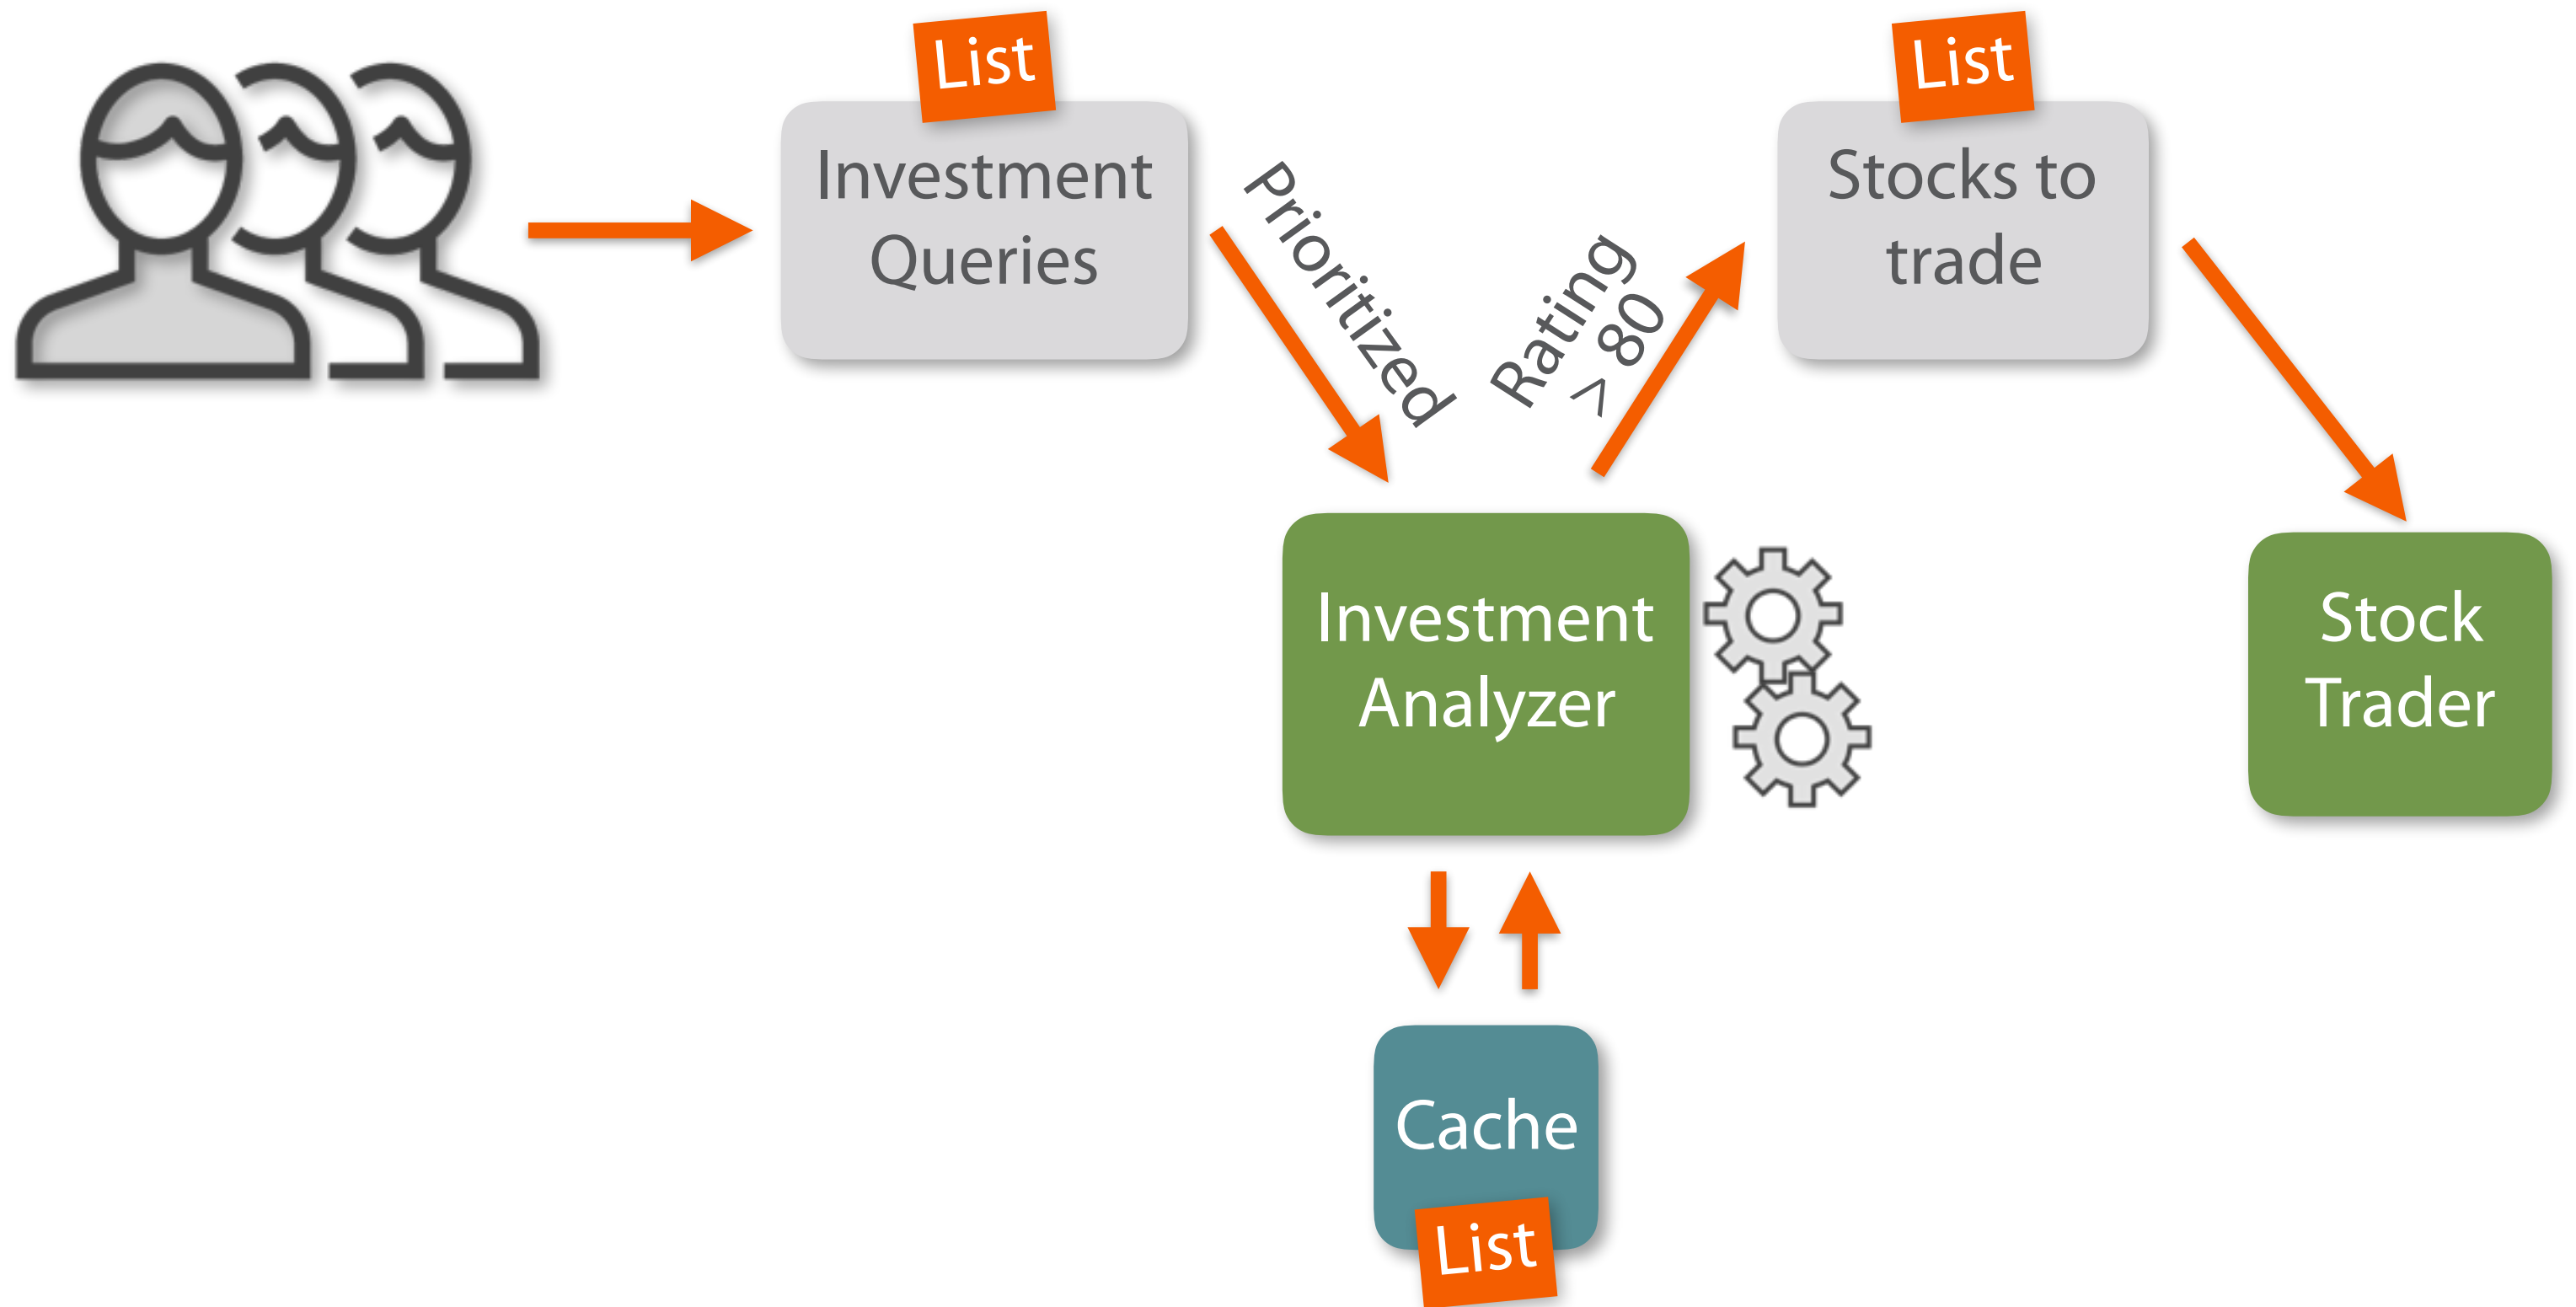 List
Investment
Queries
Prioritized
Rating
> 80
List
Stocks to
trade
Investment
Analyzer
Stock
Trader
Cache
List